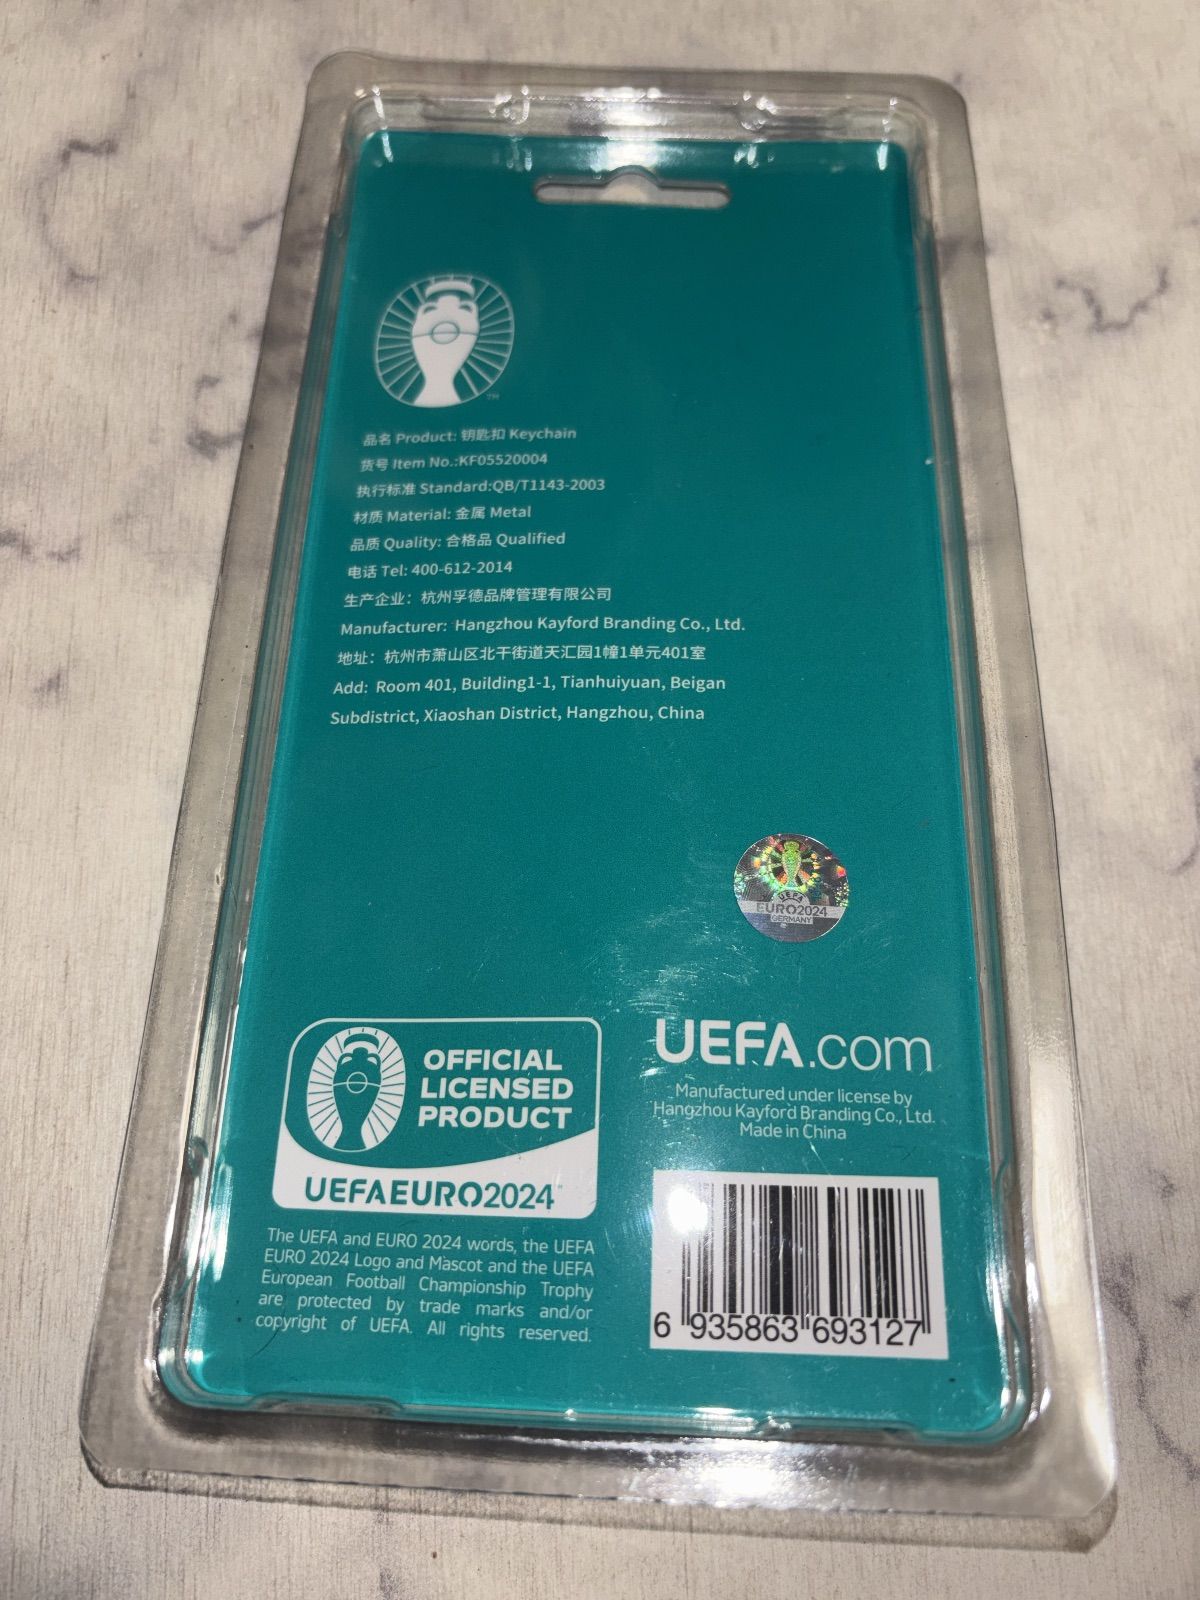 TM
品名 Product: 钥匙扣 Keychain
货号 Item No.:KF05520004
执行标准 Standard:QB/T1143-2003
材质 Material: 金属 Metal
品质 Quality: 合格品 Qualified
电话 Tel: 400-612-2014
生产企业：杭州孚德品牌管理有限公司
Manufacturer: Hangzhou Kayford Branding Co., Ltd.
地址：杭州市萧山区北干街道天汇园1幢1单元401室
Add: Room 401, Building1-1, Tianhuiyuan, Beigan
Subdistrict, Xiaoshan District, Hangzhou, China
UEFA
EURO2024
GERMANY
OFFICIAL
LICENSED
PRODUCT
UEFAEURO2024
The UEFA and EURO 2024 words, the UEFA
EURO 2024 Logo and Mascot and the UEFA
European Football Championship Trophy
are protected by trade marks and/or
copyright of UEFA. All rights reserved.
UEFA.com
Manufactured under license by
Hangzhou Kayford Branding Co., Ltd.
Made in China
6 935863 693127